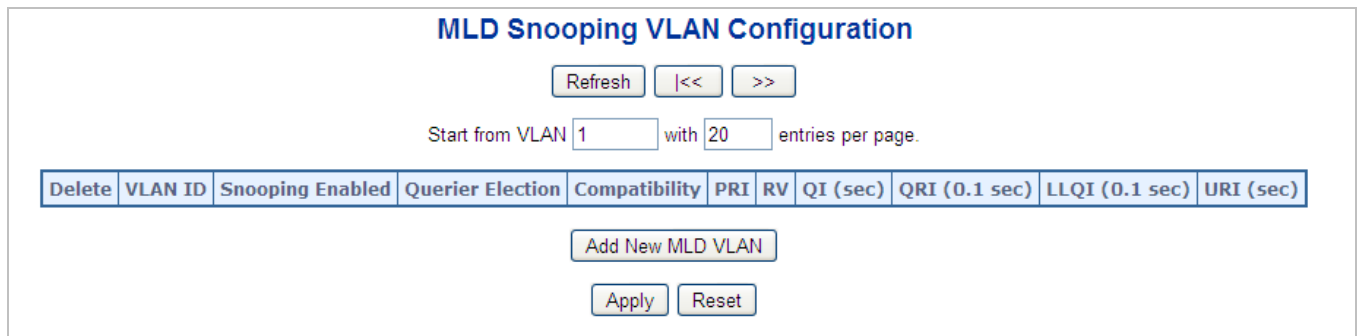 MLD Snooping VLAN Configuration
Refresh |<< >>
Start from VLAN 1 with 20 entries per page.
Delete VLAN ID Snooping Enabled Querier Election Compatibility PRI RV QI (sec) QRI (0.1 sec) LLQI (0.1 sec) URI (sec)
Add New MLD VLAN
Apply Reset